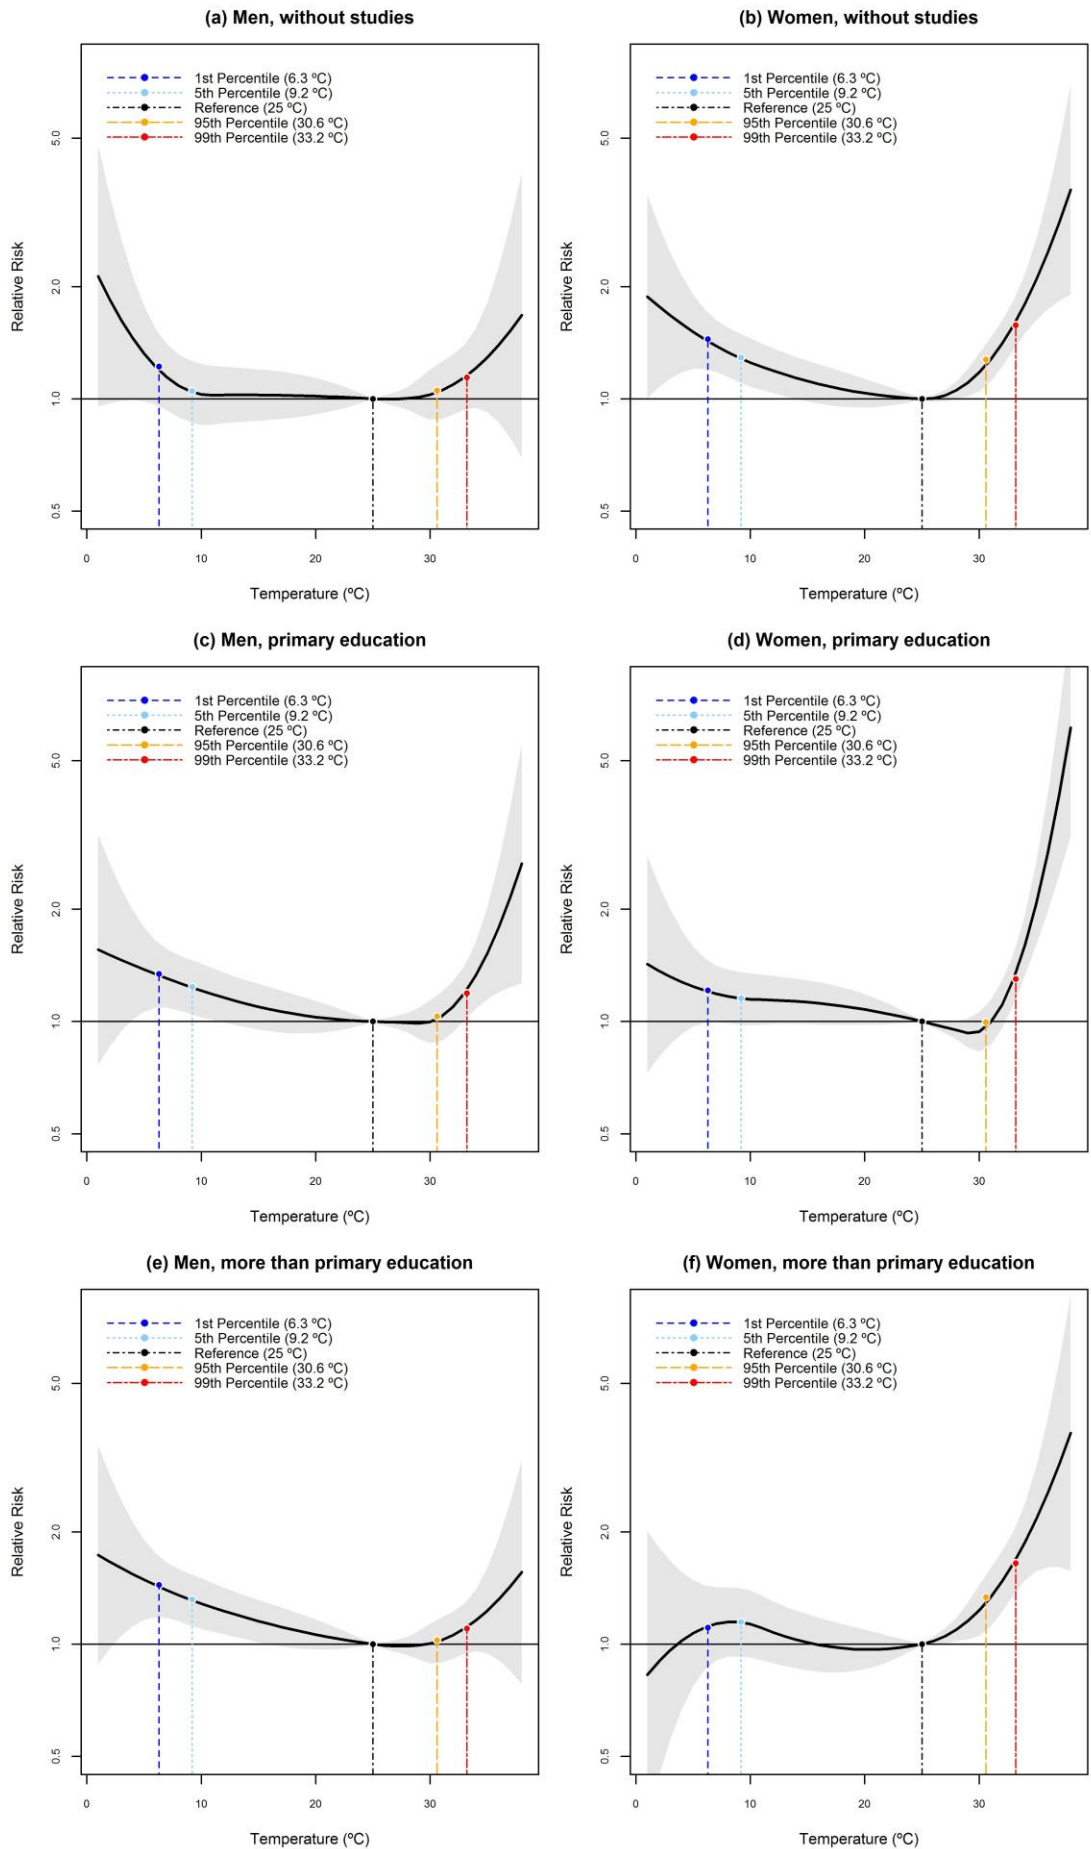 (a) Men, without studies
1st Percentile (6.3 ºC)
5th Percentile (9.2 ºC)
Reference (25 ºC)
95th Percentile (30.6 ºC)
99th Percentile (33.2 ºC)
Relative Risk
5.0
2.0
1.0
0.5
0 10 20 30
Temperature (ºC)
(b) Women, without studies
1st Percentile (6.3 ºC)
5th Percentile (9.2 ºC)
Reference (25 ºC)
95th Percentile (30.6 ºC)
99th Percentile (33.2 ºC)
Relative Risk
5.0
2.0
1.0
0.5
0 10 20 30
Temperature (ºC)
(c) Men, primary education
1st Percentile (6.3 ºC)
5th Percentile (9.2 ºC)
Reference (25 ºC)
95th Percentile (30.6 ºC)
99th Percentile (33.2 ºC)
Relative Risk
5.0
2.0
1.0
0.5
0 10 20 30
Temperature (ºC)
(d) Women, primary education
1st Percentile (6.3 ºC)
5th Percentile (9.2 ºC)
Reference (25 ºC)
95th Percentile (30.6 ºC)
99th Percentile (33.2 ºC)
Relative Risk
5.0
2.0
1.0
0.5
0 10 20 30
Temperature (ºC)
(e) Men, more than primary education
1st Percentile (6.3 ºC)
5th Percentile (9.2 ºC)
Reference (25 ºC)
95th Percentile (30.6 ºC)
99th Percentile (33.2 ºC)
Relative Risk
5.0
2.0
1.0
0.5
0 10 20 30
Temperature (ºC)
(f) Women, more than primary education
1st Percentile (6.3 ºC)
5th Percentile (9.2 ºC)
Reference (25 ºC)
95th Percentile (30.6 ºC)
99th Percentile (33.2 ºC)
Relative Risk
5.0
2.0
1.0
0.5
0 10 20 30
Temperature (ºC)